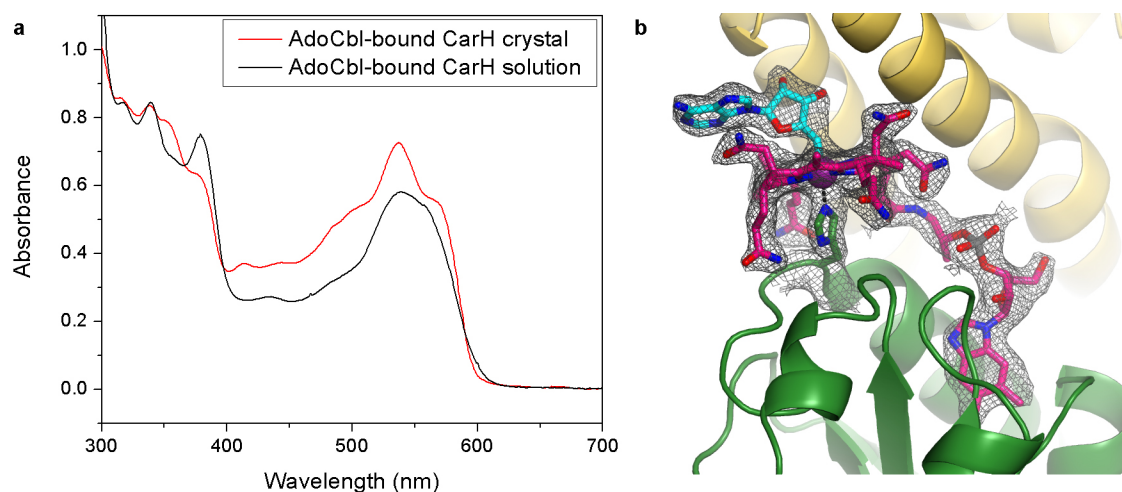 a
AdoCbl-bound CarH crystal
AdoCbl-bound CarH solution
1.0
0.8
0.6
0.4
0.2
0.0
Absorbance
300
400
500
600
700
Wavelength (nm)
b